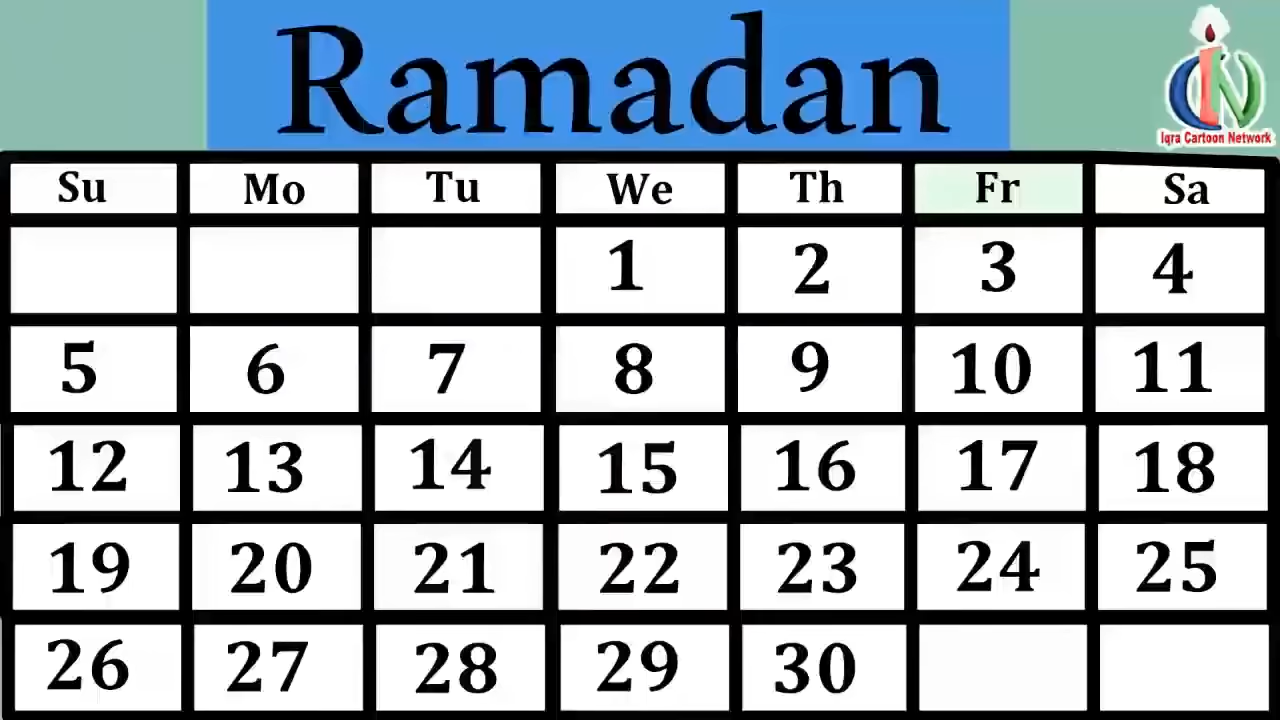 Ramadan
Iqra Cartoon Network
Su Mo Tu We Th Fr Sa
1 2 3 4
5 6 7 8 9 10 11
12 13 14 15 16 17 18
19 20 21 22 23 24 25
26 27 28 29 30